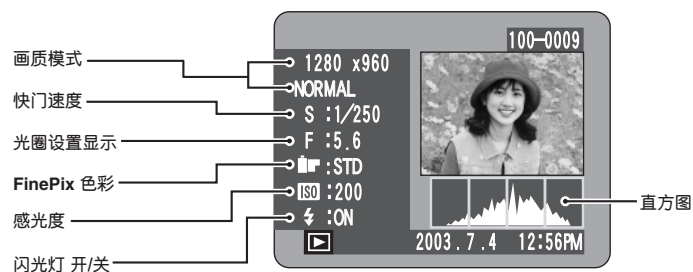 画质模式
快门速度
光圈设置显示
FinePix 色彩
感光度
闪光灯 开/关
100-0009
1280 x960
NORMAL
S :1/250
F :5.6
:STD
ISO :200
:ON
2003. 7. 4 12:56PM
直方图